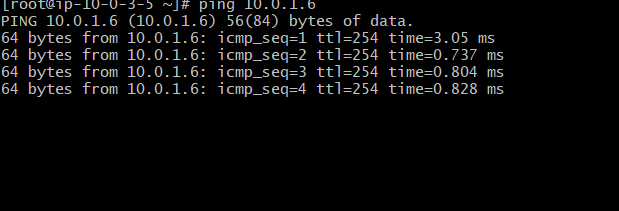 [root@ip-10-0-3-5 ~]# ping 10.0.1.6
PING 10.0.1.6 (10.0.1.6) 56(84) bytes of data.
64 bytes from 10.0.1.6: icmp_seq=1 ttl=254 time=3.05 ms
64 bytes from 10.0.1.6: icmp_seq=2 ttl=254 time=0.737 ms
64 bytes from 10.0.1.6: icmp_seq=3 ttl=254 time=0.804 ms
64 bytes from 10.0.1.6: icmp_seq=4 ttl=254 time=0.828 ms